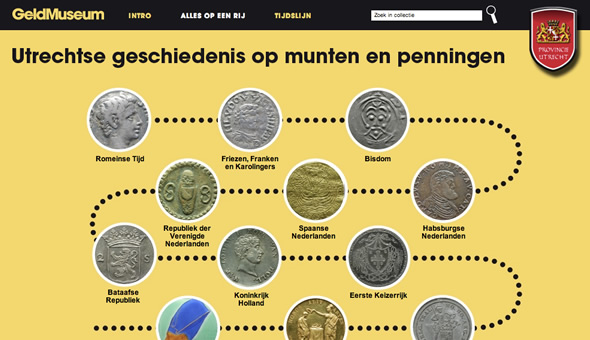 GeldMuseum
INTRO
ALLES OP EEN RIJ
TIJDSLIJN
Zoek in collectie
Utrechtse geschiedenis op munten en penningen
PROVINCIE
UTRECHT
Romeinse Tijd
Friezen, Franken
en Karolingers
Bisdom
Republiek der
Verenigde
Nederlanden
Spaanse
Nederlanden
Habsburgse
Nederlanden
2 S
Bataafse
Republiek
Koninkrijk
Holland
Eerste Keizerrijk